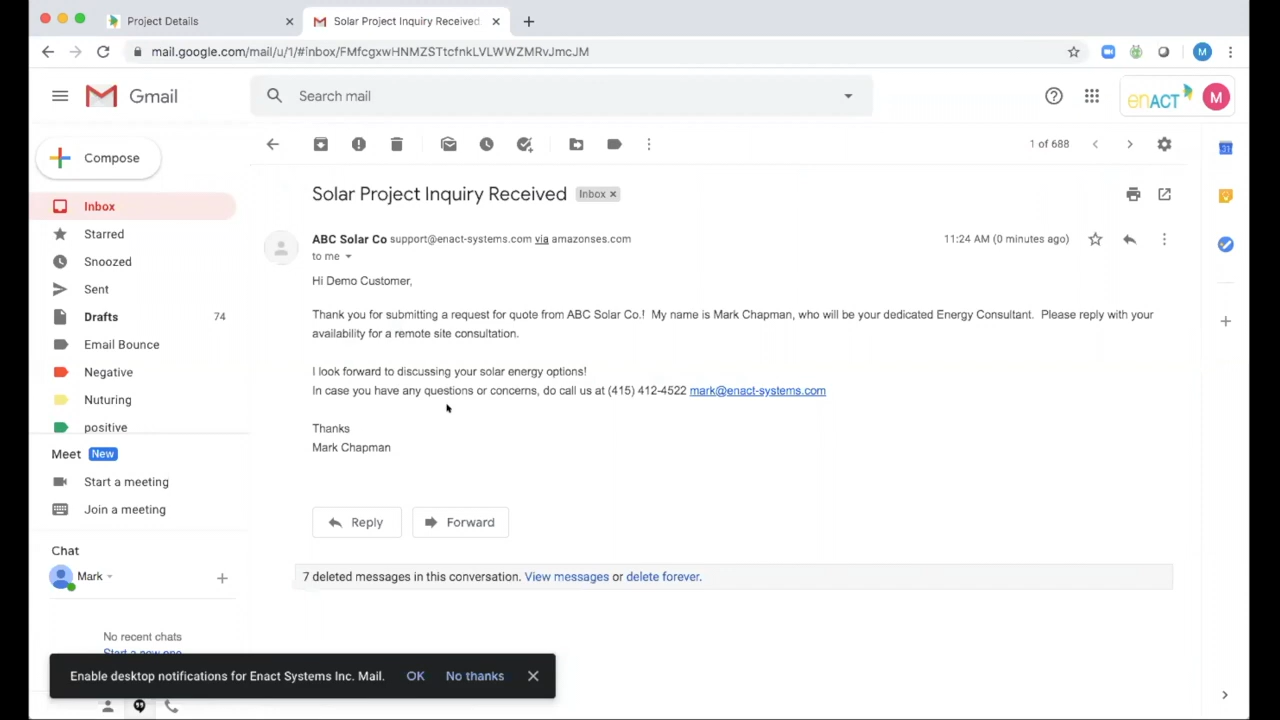 Project Details
Solar Project Inquiry Received
mail.google.com/mail/u/1/#inbox/FMfcgxwHNMZSTtcfnkLVLWWZMRvJmcJM
M
Gmail
Search mail
enACT
M
Compose
1 of 688
Inbox
Solar Project Inquiry Received
Inbox
Starred
ABC Solar Co support@enact-systems.com via amazonses.com
11:24 AM (0 minutes ago)
to me
Snoozed
Hi Demo Customer,
Sent
Thank you for submitting a request for quote from ABC Solar Co.! My name is Mark Chapman, who will be your dedicated Energy Consultant. Please reply with your
availability for a remote site consultation.
Drafts
74
Email Bounce
Negative
I look forward to discussing your solar energy options!
In case you have any questions or concerns, do call us at (415) 412-4522 mark@enact-systems.com
Nuturing
positive
Thanks
Mark Chapman
Meet New
Start a meeting
Join a meeting
Reply
Forward
Chat
Mark
7 deleted messages in this conversation. View messages or delete forever.
No recent chats
Start a new one
Enable desktop notifications for Enact Systems Inc. Mail. OK No thanks